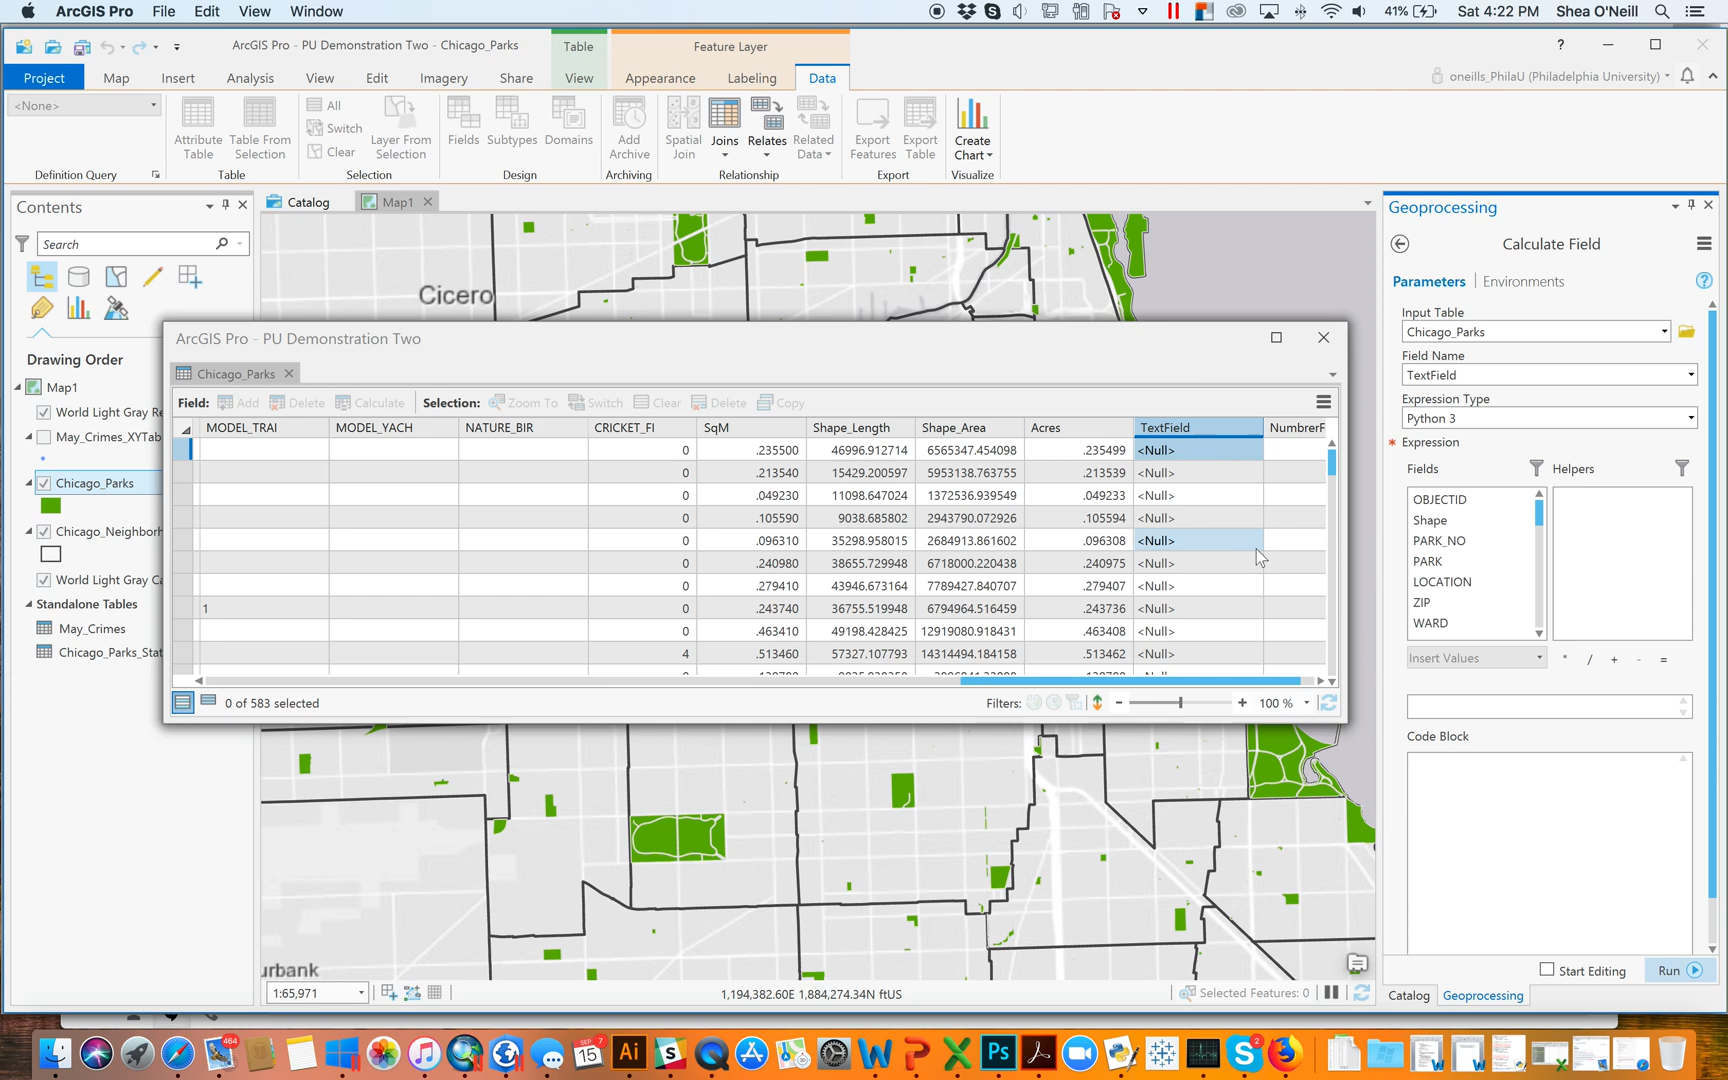 ArcGIS Pro File Edit View Window
41% Sat 4:22 PM Shea O'Neill
ArcGIS Pro - PU Demonstration Two - Chicago_Parks
Table
Feature Layer
?
Project Map Insert Analysis View Edit Imagery Share View Appearance Labeling Data
oneills_PhilaU (Philadelphia University)
<None>
All
Switch
Clear
Attribute Table
Table From Selection
Layer From Selection
Fields
Subtypes
Domains
Add Archive
Spatial Join
Joins
Relates
Related Data
Export Features
Export Table
Create Chart
Definition Query
Table
Selection
Design
Archiving
Relationship
Export
Visualize
Contents
Search
Drawing Order
Map1
World Light Gray Re
May_Crimes_XYTab
Chicago_Parks
Chicago_Neighborh
World Light Gray Ca
Standalone Tables
May_Crimes
Chicago_Parks_Stat
Catalog
Map1
Cicero
ArcGIS Pro - PU Demonstration Two
Chicago_Parks
Field: Add Delete Calculate Selection: Zoom To Switch Clear Delete Copy
MODEL_TRAI MODEL_YACH NATURE_BIR CRICKET_FI SqM Shape_Length Shape_Area Acres TextField NumbrerF
0 .235500 46996.912714 6565347.454098 .235499 <Null>
0 .213540 15429.200597 5953138.763755 .213539 <Null>
0 .049230 11098.647024 1372536.939549 .049233 <Null>
0 .105590 9038.685802 2943790.072926 .105594 <Null>
0 .096310 35298.958015 2684913.861602 .096308 <Null>
0 .240980 38655.729948 6718000.220438 .240975 <Null>
0 .279410 43946.673164 7789427.840707 .279407 <Null>
1 0 .243740 36755.519948 6794964.516459 .243736 <Null>
0 .463410 49198.428425 12919080.918431 .463408 <Null>
4 .513460 57327.107793 14314494.184158 .513462 <Null>
0 of 583 selected
Filters:
100 %
urbank
1:65,971
1,194,382.60E 1,884,274.34N ftUS
Selected Features: 0
Geoprocessing
Calculate Field
Parameters Environments
Input Table
Chicago_Parks
Field Name
TextField
Expression Type
Python 3
* Expression
Fields Helpers
OBJECTID
Shape
PARK_NO
PARK
LOCATION
ZIP
WARD
Insert Values * / + - =
Code Block
Start Editing Run
Catalog Geoprocessing
464
SEP
15
7
Ai
Ps
2